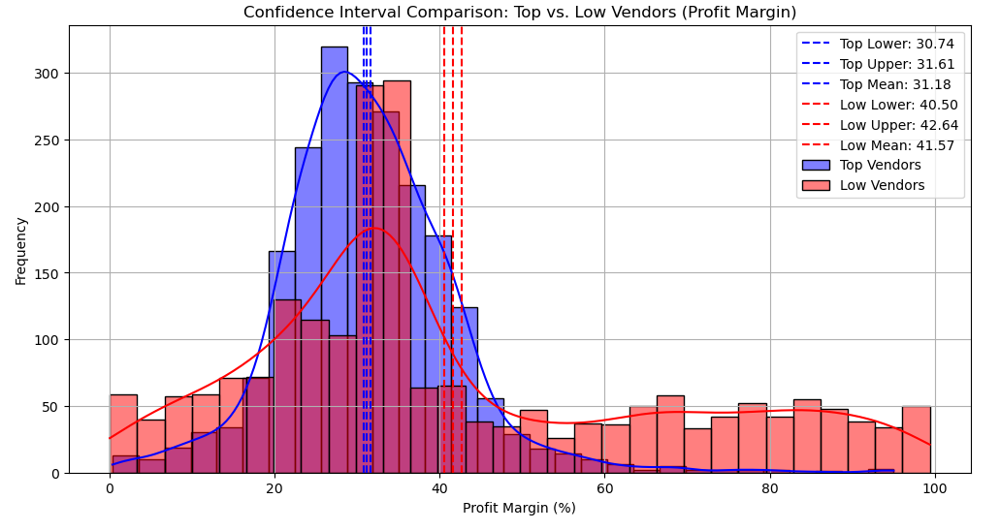 Confidence Interval Comparison: Top vs. Low Vendors (Profit Margin)
Top Lower: 30.74
Top Upper: 31.61
Top Mean: 31.18
Low Lower: 40.50
Low Upper: 42.64
Low Mean: 41.57
Top Vendors
Low Vendors
Frequency
300
250
200
150
100
50
0
0 20 40 60 80 100
Profit Margin (%)